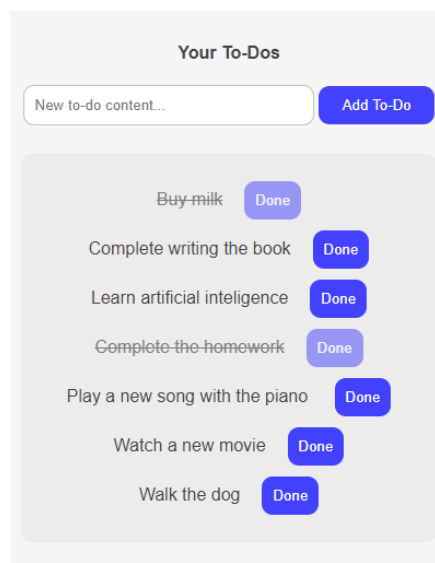 Your To-Dos
New to-do content... Add To-Do
Buy milk Done
Complete writing the book Done
Learn artificial inteligence Done
Complete the homework Done
Play a new song with the piano Done
Watch a new movie Done
Walk the dog Done